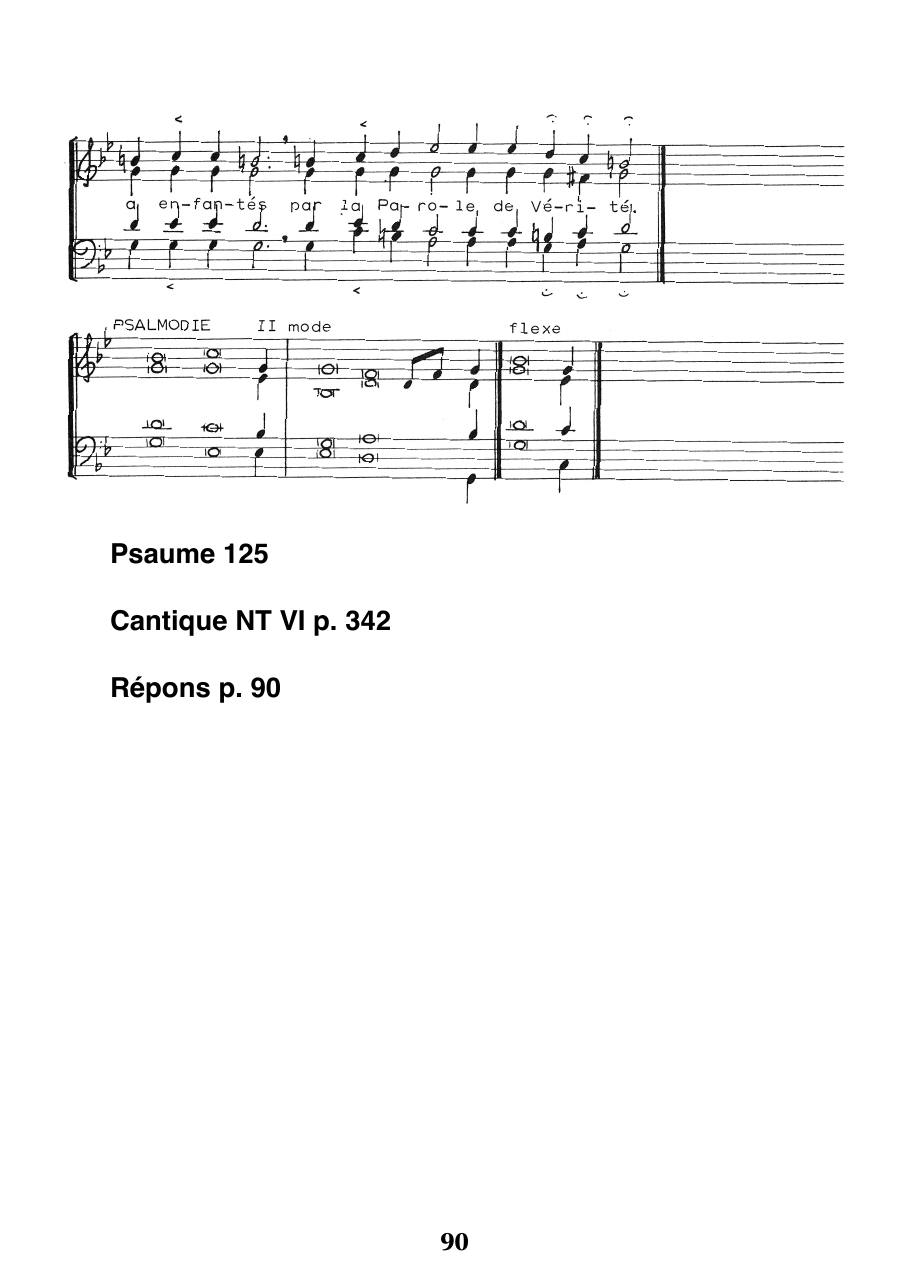 a en-fan-tés par la Pa-ro-le de Vé-ri-té.
PSALMODIE II mode flexe
Psaume 125
Cantique NT VI p. 342
Répons p. 90
90